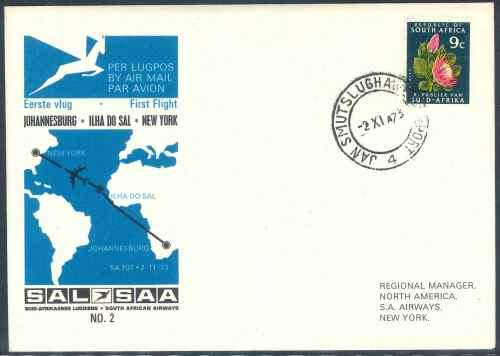 PER LUGPOS
BY AIR MAIL
PAR AVION
Eerste vlug • First Flight
JOHANNESBURG • ILHA DO SAL • NEW YORK
NEW YORK
ILHA DO SAL
JOHANNESBURG
SA 207 • 2-11-73
SAL SAA
SUID-AFRIKAANSE LUGDIENS • SOUTH AFRICAN AIRWAYS
NO. 2
REPUBLIC OF
SOUTH AFRICA
9c
REPUBLIEK VAN
SUID-AFRIKA
JAN SMUTSLUGHAWE
PORT
-2 XI 73
4
REGIONAL MANAGER,
NORTH AMERICA,
S.A. AIRWAYS,
NEW YORK.